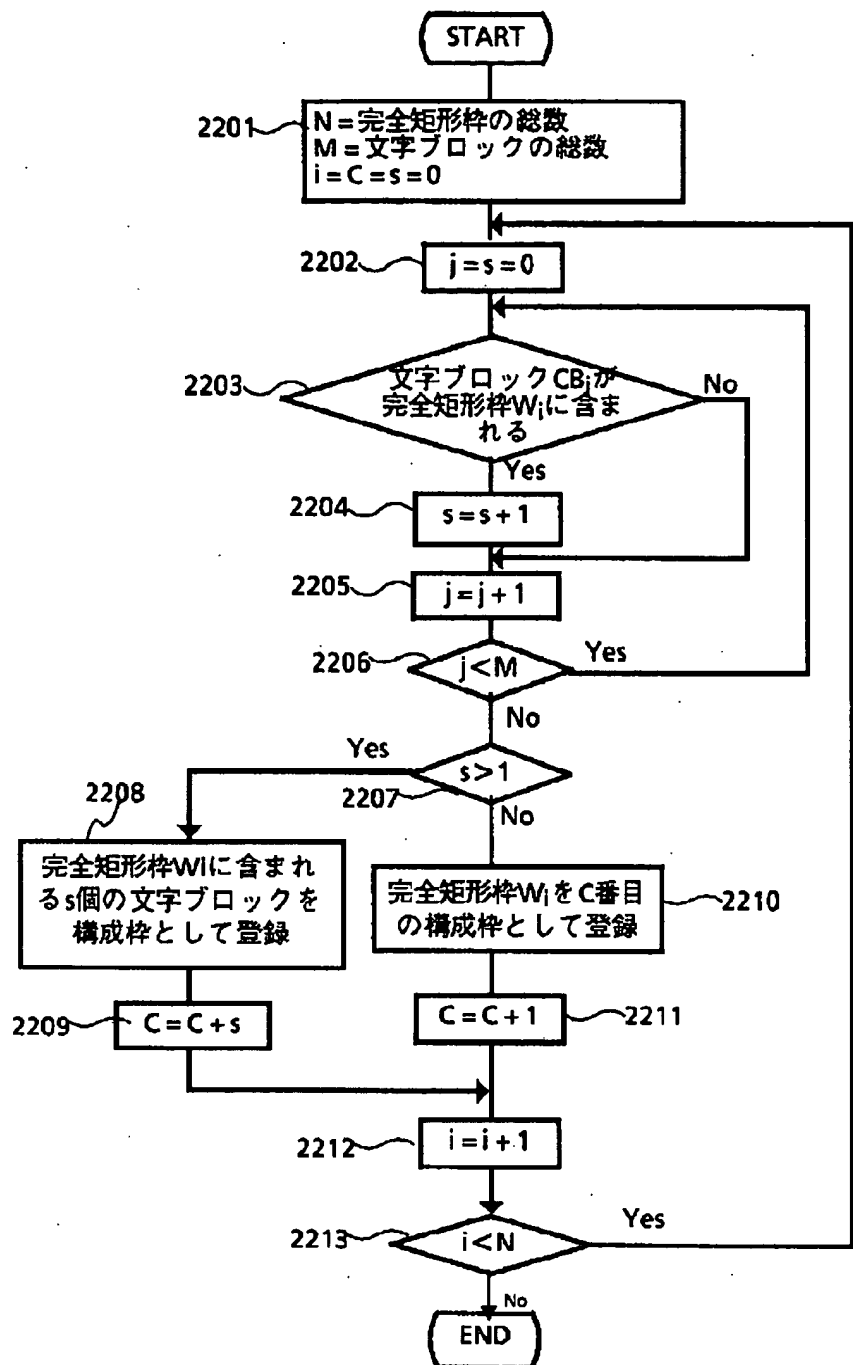 START
2201
N=完全矩形枠の総数
M=文字ブロックの総数
i=C=s=0
2202
j=s=0
2203
文字ブロックCBjが
完全矩形枠Wiに含ま
れる
No
Yes
2204
s=s+1
2205
j=j+1
2206
j<M
Yes
No
Yes
s>1
2207
No
2208
完全矩形枠WIに含まれ
るs個の文字ブロックを
構成枠として登録
完全矩形枠WiをC番目
の構成枠として登録
2210
2209
C=C+s
C=C+1
2211
2212
i=i+1
2213
i<N
Yes
No
END